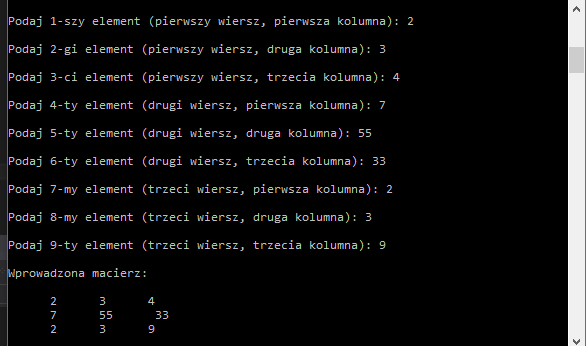 Podaj 1-szy element (pierwszy wiersz, pierwsza kolumna): 2
Podaj 2-gi element (pierwszy wiersz, druga kolumna): 3
Podaj 3-ci element (pierwszy wiersz, trzecia kolumna): 4
Podaj 4-ty element (drugi wiersz, pierwsza kolumna): 7
Podaj 5-ty element (drugi wiersz, druga kolumna): 55
Podaj 6-ty element (drugi wiersz, trzecia kolumna): 33
Podaj 7-my element (trzeci wiersz, pierwsza kolumna): 2
Podaj 8-my element (trzeci wiersz, druga kolumna): 3
Podaj 9-ty element (trzeci wiersz, trzecia kolumna): 9
Wprowadzona macierz:
2 3 4
7 55 33
2 3 9